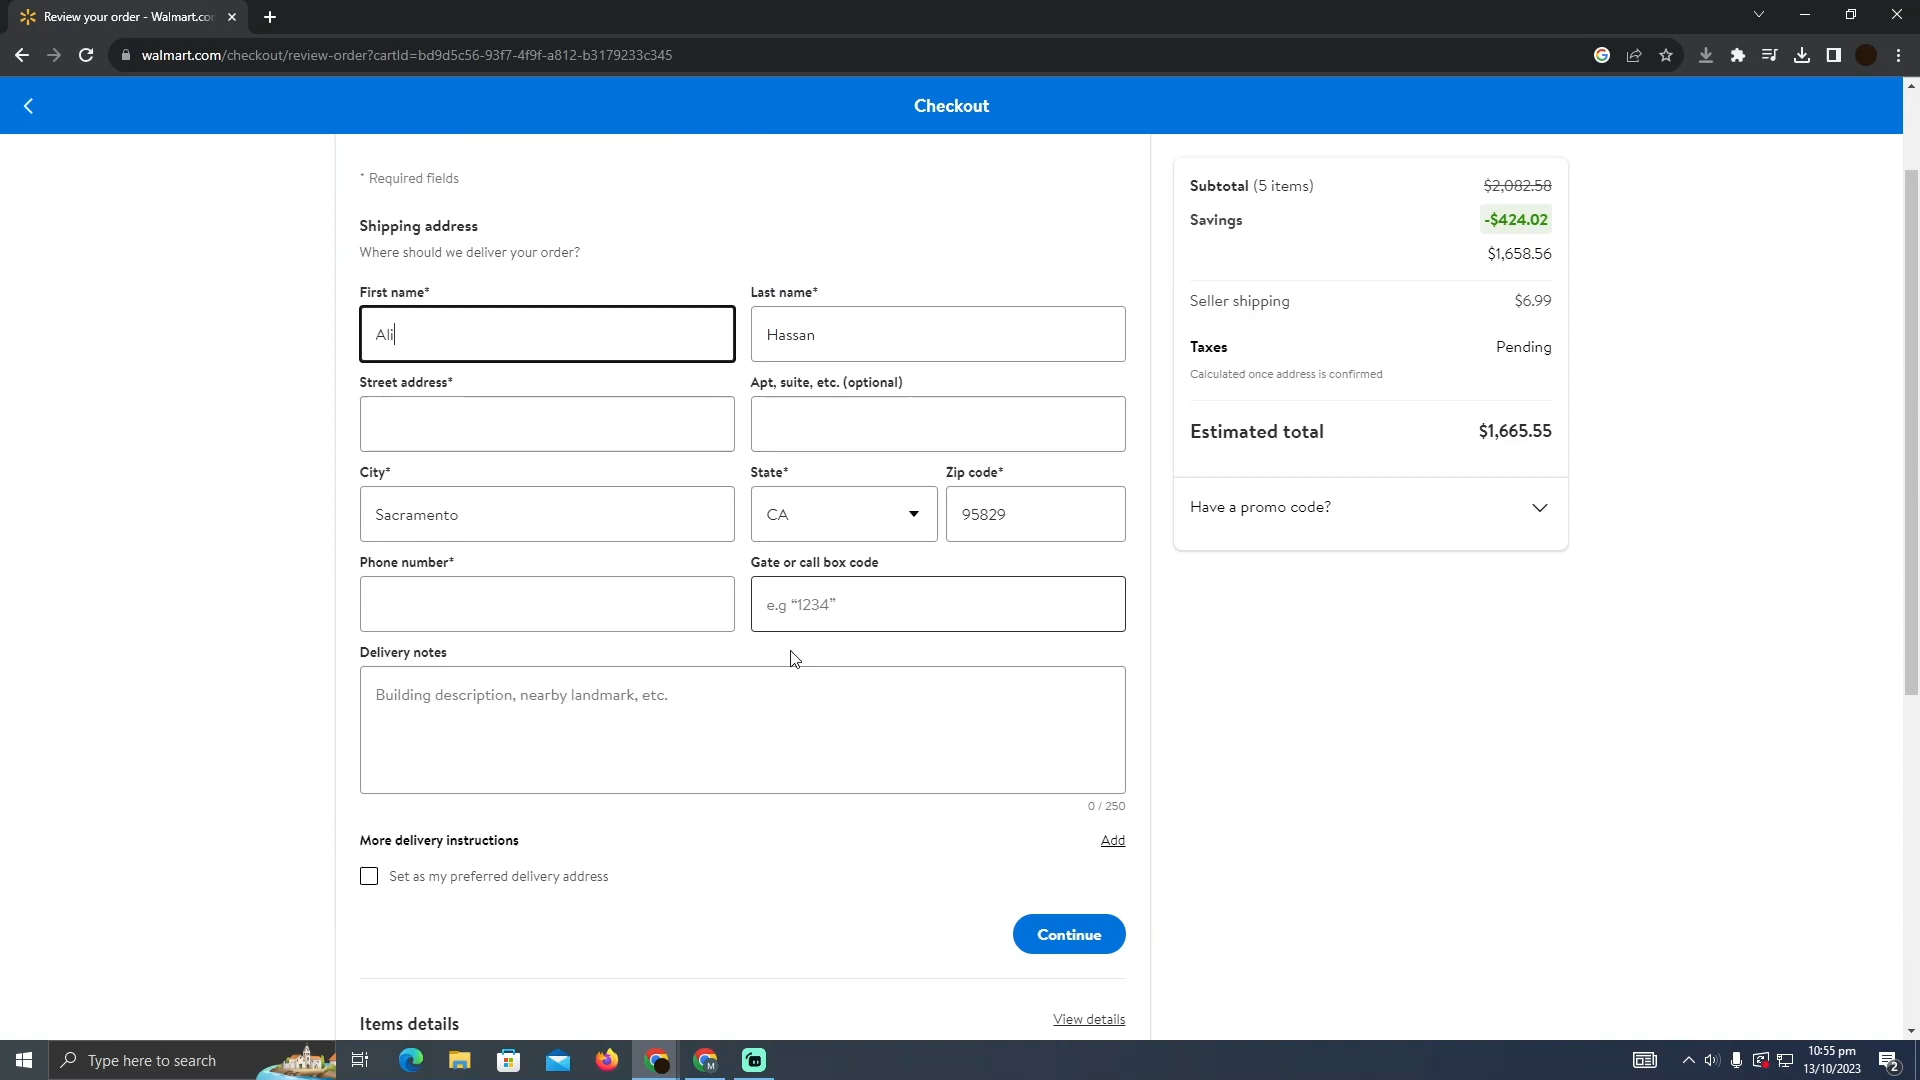 Review your order - Walmart.co
walmart.com/checkout/review-order?cartId=bd9d5c56-93f7-4f9f-a812-b3179233c345
Checkout
* Required fields
Shipping address
Where should we deliver your order?
First name*
Last name*
Ali
Hassan
Street address*
Apt, suite, etc. (optional)
City*
State*
Zip code*
Sacramento
CA
95829
Phone number*
Gate or call box code
e.g “1234”
Delivery notes
Building description, nearby landmark, etc.
0 / 250
More delivery instructions
Add
Set as my preferred delivery address
Continue
Items details
View details
Subtotal (5 items)
$2,082.58
Savings
-$424.02
$1,658.56
Seller shipping
$6.99
Taxes
Pending
Calculated once address is confirmed
Estimated total
$1,665.55
Have a promo code?
Type here to search
M
10:55 pm
13/10/2023
2